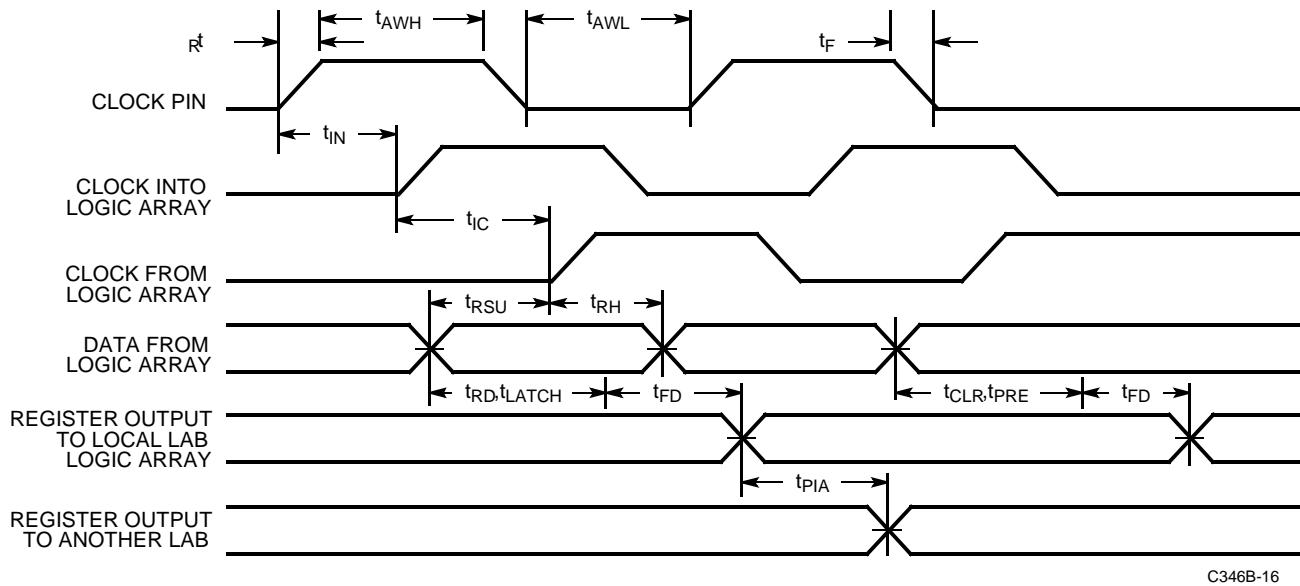 tAWH
tAWL
Rt
tF
CLOCK PIN
tIN
CLOCK INTO
LOGIC ARRAY
tIC
CLOCK FROM
LOGIC ARRAY
tRSU
tRH
DATA FROM
LOGIC ARRAY
tRD,tLATCH
tFD
tCLR,tPRE
tFD
REGISTER OUTPUT
TO LOCAL LAB
LOGIC ARRAY
tPIA
REGISTER OUTPUT
TO ANOTHER LAB
C346B-16